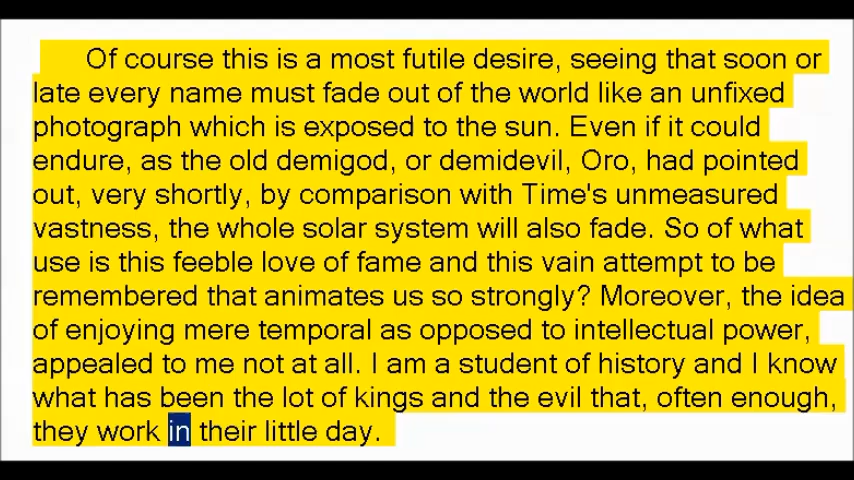 Of course this is a most futile desire, seeing that soon or
late every name must fade out of the world like an unfixed
photograph which is exposed to the sun. Even if it could
endure, as the old demigod, or demidevil, Oro, had pointed
out, very shortly, by comparison with Time's unmeasured
vastness, the whole solar system will also fade. So of what
use is this feeble love of fame and this vain attempt to be
remembered that animates us so strongly? Moreover, the idea
of enjoying mere temporal as opposed to intellectual power,
appealed to me not at all. I am a student of history and I know
what has been the lot of kings and the evil that, often enough,
they work in their little day.